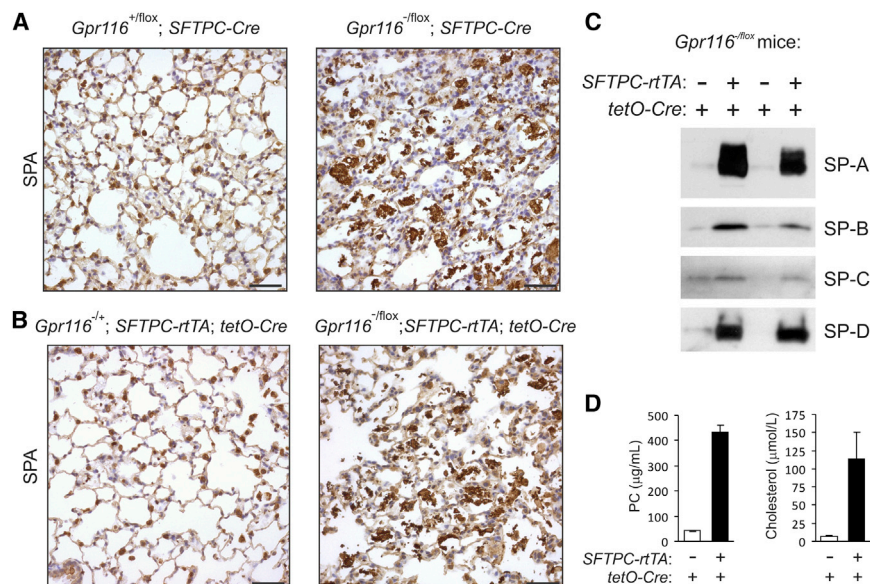 A
Gpr116+/flox; SFTPC-Cre
Gpr116-/flox; SFTPC-Cre
SPA
B
Gpr116-/+; SFTPC-rtTA; tetO-Cre
Gpr116-/flox;SFTPC-rtTA; tetO-Cre
SPA
C
Gpr116-/flox mice:
SFTPC-rtTA: – + – +
tetO-Cre: + + + +
SP-A
SP-B
SP-C
SP-D
D
500
400
300
200
100
0
PC (µg/mL)
175
150
125
100
75
50
25
0
Cholesterol (µmol/L)
SFTPC-rtTA: – + – +
tetO-Cre: + + + +